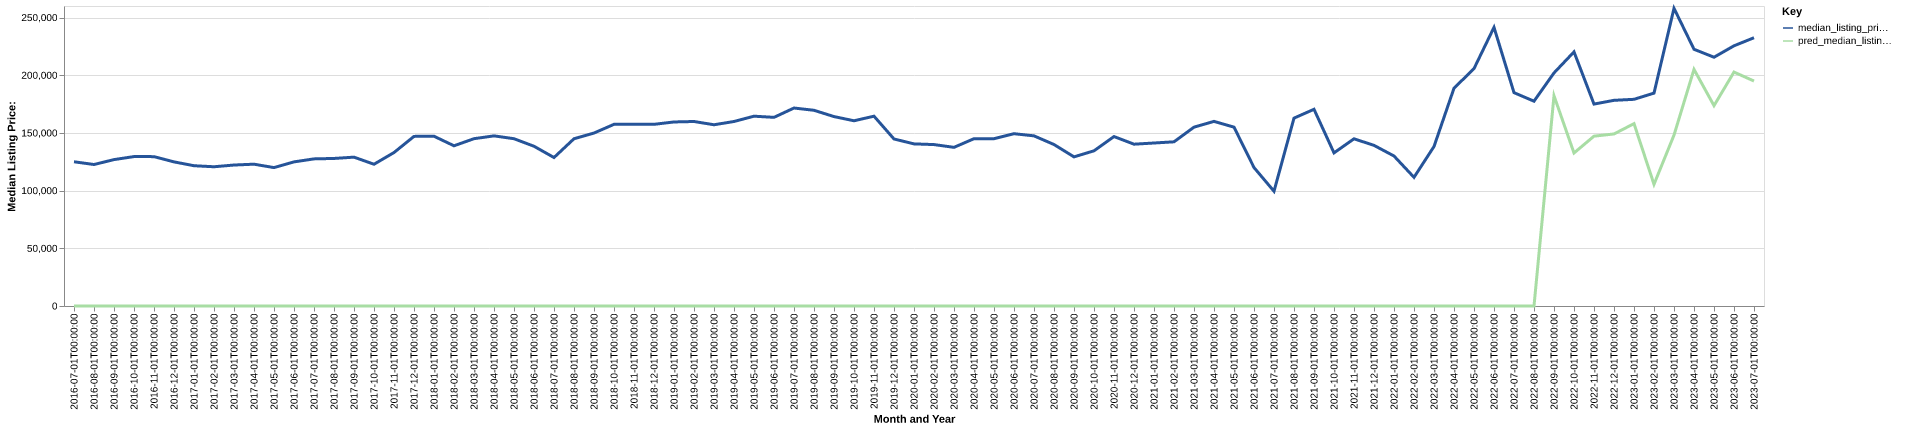 250,000
200,000
150,000
100,000
50,000
0
Median Listing Price:
2016-07-01T00:00:00
2016-08-01T00:00:00
2016-09-01T00:00:00
2016-10-01T00:00:00
2016-11-01T00:00:00
2016-12-01T00:00:00
2017-01-01T00:00:00
2017-02-01T00:00:00
2017-03-01T00:00:00
2017-04-01T00:00:00
2017-05-01T00:00:00
2017-06-01T00:00:00
2017-07-01T00:00:00
2017-08-01T00:00:00
2017-09-01T00:00:00
2017-10-01T00:00:00
2017-11-01T00:00:00
2017-12-01T00:00:00
2018-01-01T00:00:00
2018-02-01T00:00:00
2018-03-01T00:00:00
2018-04-01T00:00:00
2018-05-01T00:00:00
2018-06-01T00:00:00
2018-07-01T00:00:00
2018-08-01T00:00:00
2018-09-01T00:00:00
2018-10-01T00:00:00
2018-11-01T00:00:00
2018-12-01T00:00:00
2019-01-01T00:00:00
2019-02-01T00:00:00
2019-03-01T00:00:00
2019-04-01T00:00:00
2019-05-01T00:00:00
2019-06-01T00:00:00
2019-07-01T00:00:00
2019-08-01T00:00:00
2019-09-01T00:00:00
2019-10-01T00:00:00
2019-11-01T00:00:00
2019-12-01T00:00:00
2020-01-01T00:00:00
2020-02-01T00:00:00
2020-03-01T00:00:00
2020-04-01T00:00:00
2020-05-01T00:00:00
2020-06-01T00:00:00
2020-07-01T00:00:00
2020-08-01T00:00:00
2020-09-01T00:00:00
2020-10-01T00:00:00
2020-11-01T00:00:00
2020-12-01T00:00:00
2021-01-01T00:00:00
2021-02-01T00:00:00
2021-03-01T00:00:00
2021-04-01T00:00:00
2021-05-01T00:00:00
2021-06-01T00:00:00
2021-07-01T00:00:00
2021-08-01T00:00:00
2021-09-01T00:00:00
2021-10-01T00:00:00
2021-11-01T00:00:00
2021-12-01T00:00:00
2022-01-01T00:00:00
2022-02-01T00:00:00
2022-03-01T00:00:00
2022-04-01T00:00:00
2022-05-01T00:00:00
2022-06-01T00:00:00
2022-07-01T00:00:00
2022-08-01T00:00:00
2022-09-01T00:00:00
2022-10-01T00:00:00
2022-11-01T00:00:00
2022-12-01T00:00:00
2023-01-01T00:00:00
2023-02-01T00:00:00
2023-03-01T00:00:00
2023-04-01T00:00:00
2023-05-01T00:00:00
2023-06-01T00:00:00
2023-07-01T00:00:00
Month and Year
Key
median_listing_pri…
pred_median_listin…